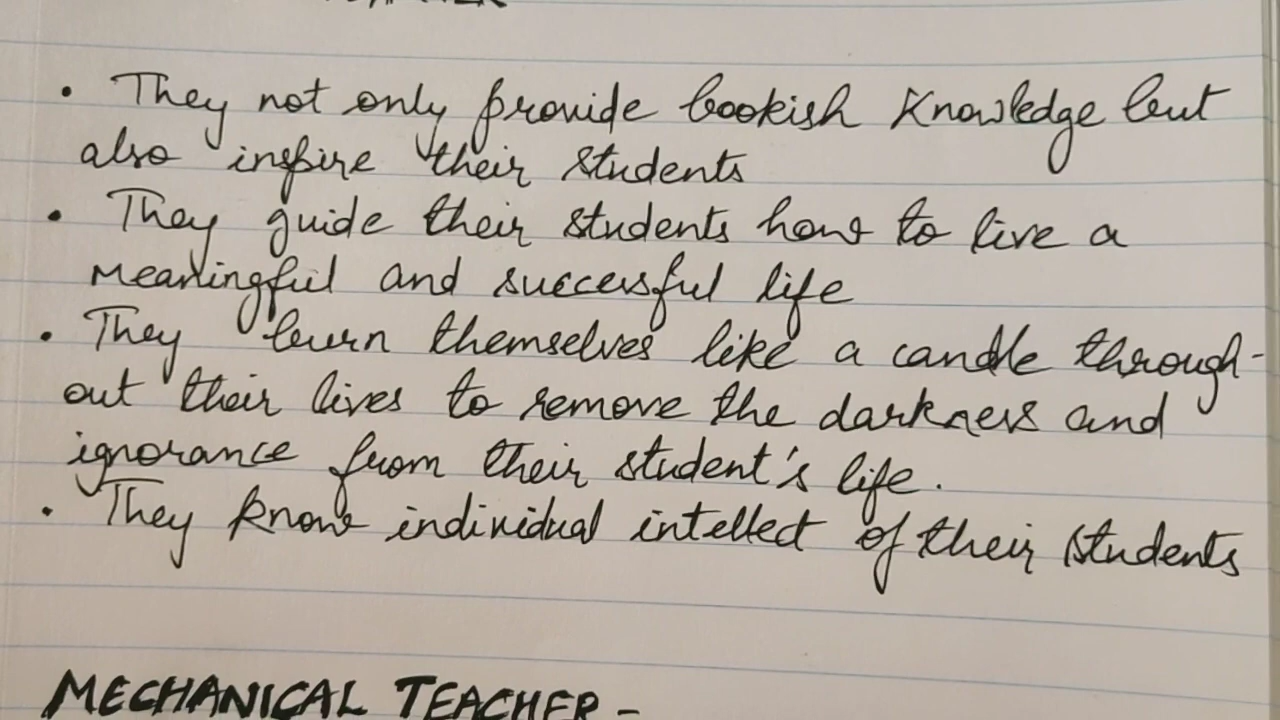 • They not only provide bookish knowledge but
also inspire their students
• They guide their students how to live a
meaningful and successful life
• They burn themselves like a candle through-
out their lives to remove the darkness and
ignorance from their student's life.
• They know individual intellect of their students
MECHANICAL TEACHER -